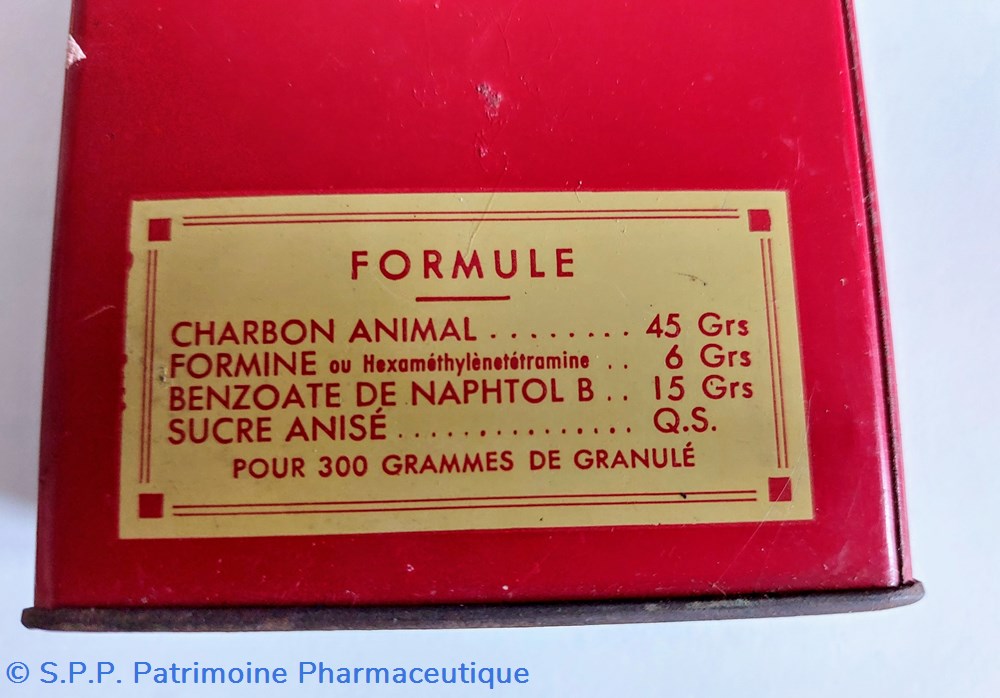 FORMULE
CHARBON ANIMAL ......... 45 Grs
FORMINE ou Hexaméthylènetétramine .. 6 Grs
BENZOATE DE NAPHTOL B .. 15 Grs
SUCRE ANISÉ ................ Q.S.
POUR 300 GRAMMES DE GRANULÉ
© S.P.P. Patrimoine Pharmaceutique